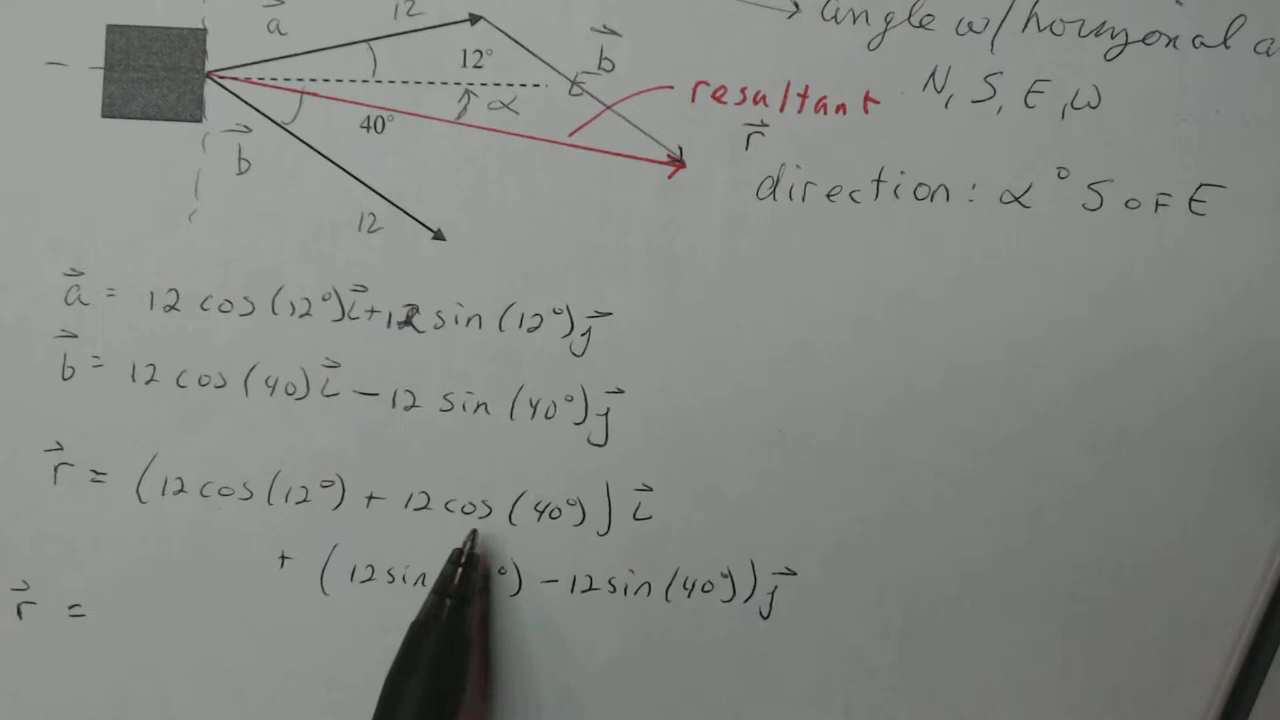 → angle w/ horizonal a
a⃗ 12
12° b⃗
N, S, E, W
resultant
r⃗
α
40°
b⃗
12
direction: α° S OF E
a⃗ = 12 cos (12°) i⃗ + 12 sin (12°) j⃗
b⃗ = 12 cos (40) i⃗ − 12 sin (40°) j⃗
r⃗ = (12 cos (12°) + 12 cos (40°)) i⃗
+ (12 sin °) − 12 sin (40°)) j⃗
r⃗ =